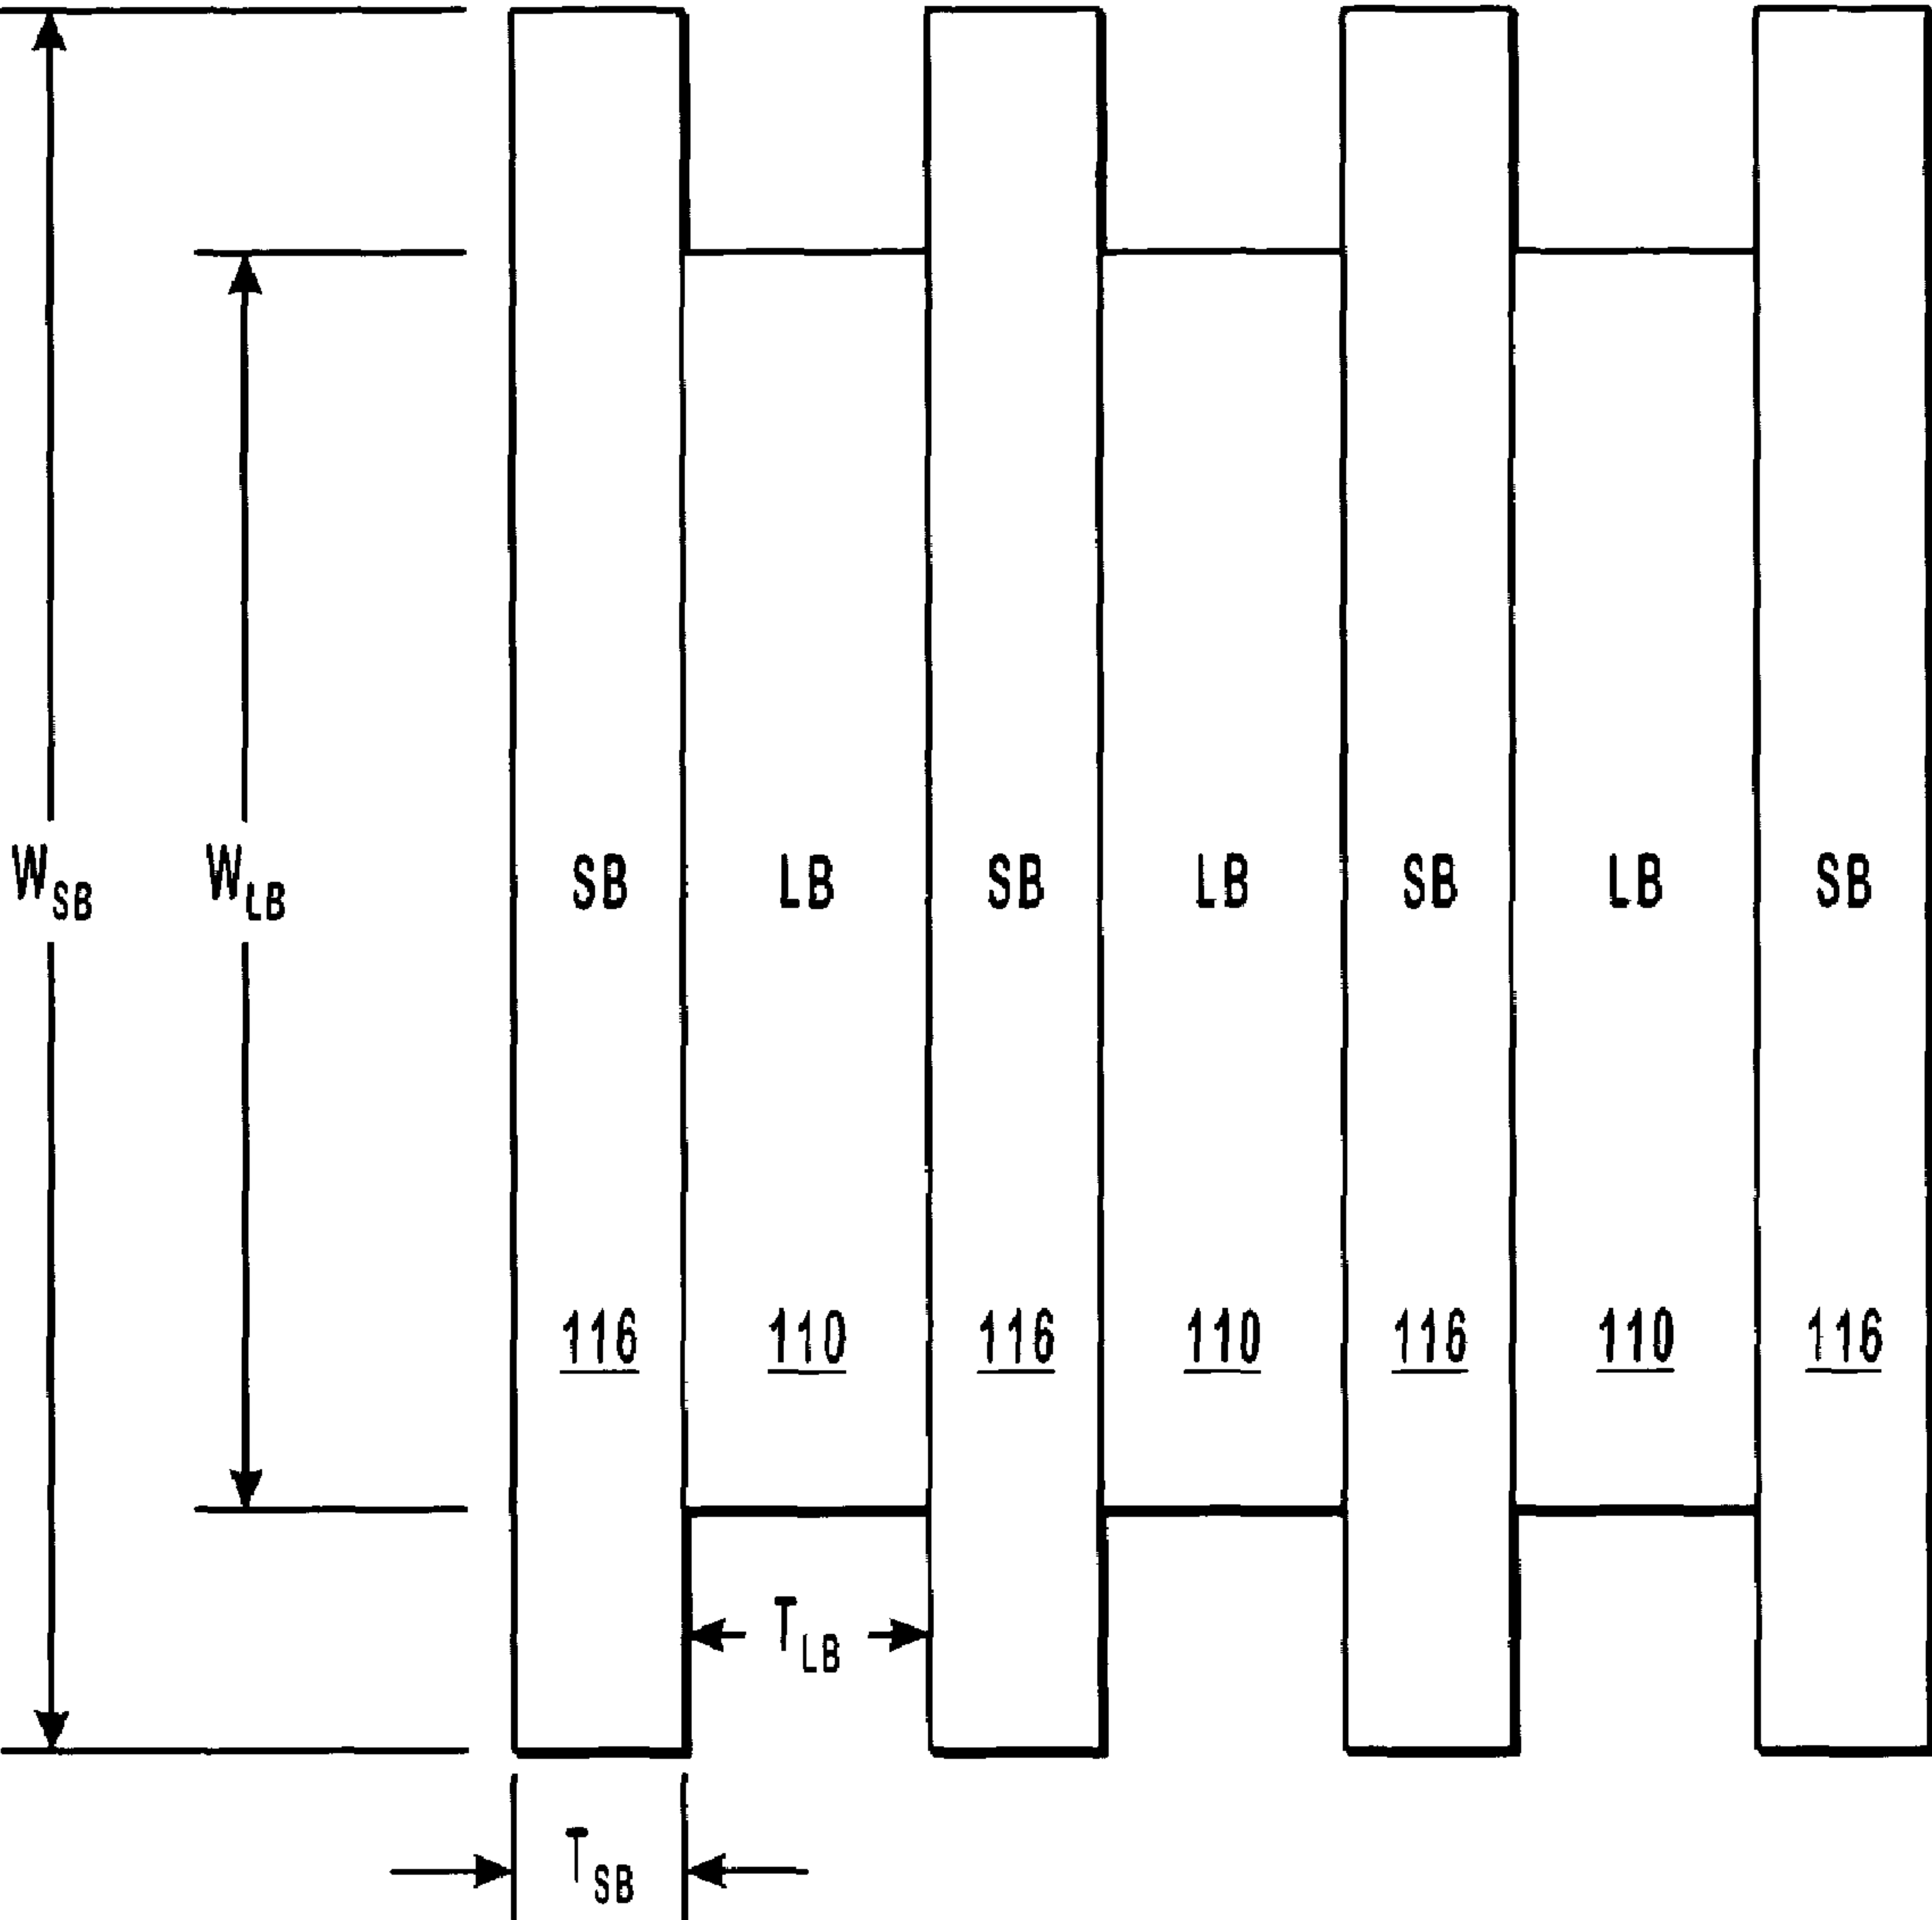 W_SB W_LB SB LB SB LB SB LB SB
116 110 116 110 116 110 116
T_LB
T_SB